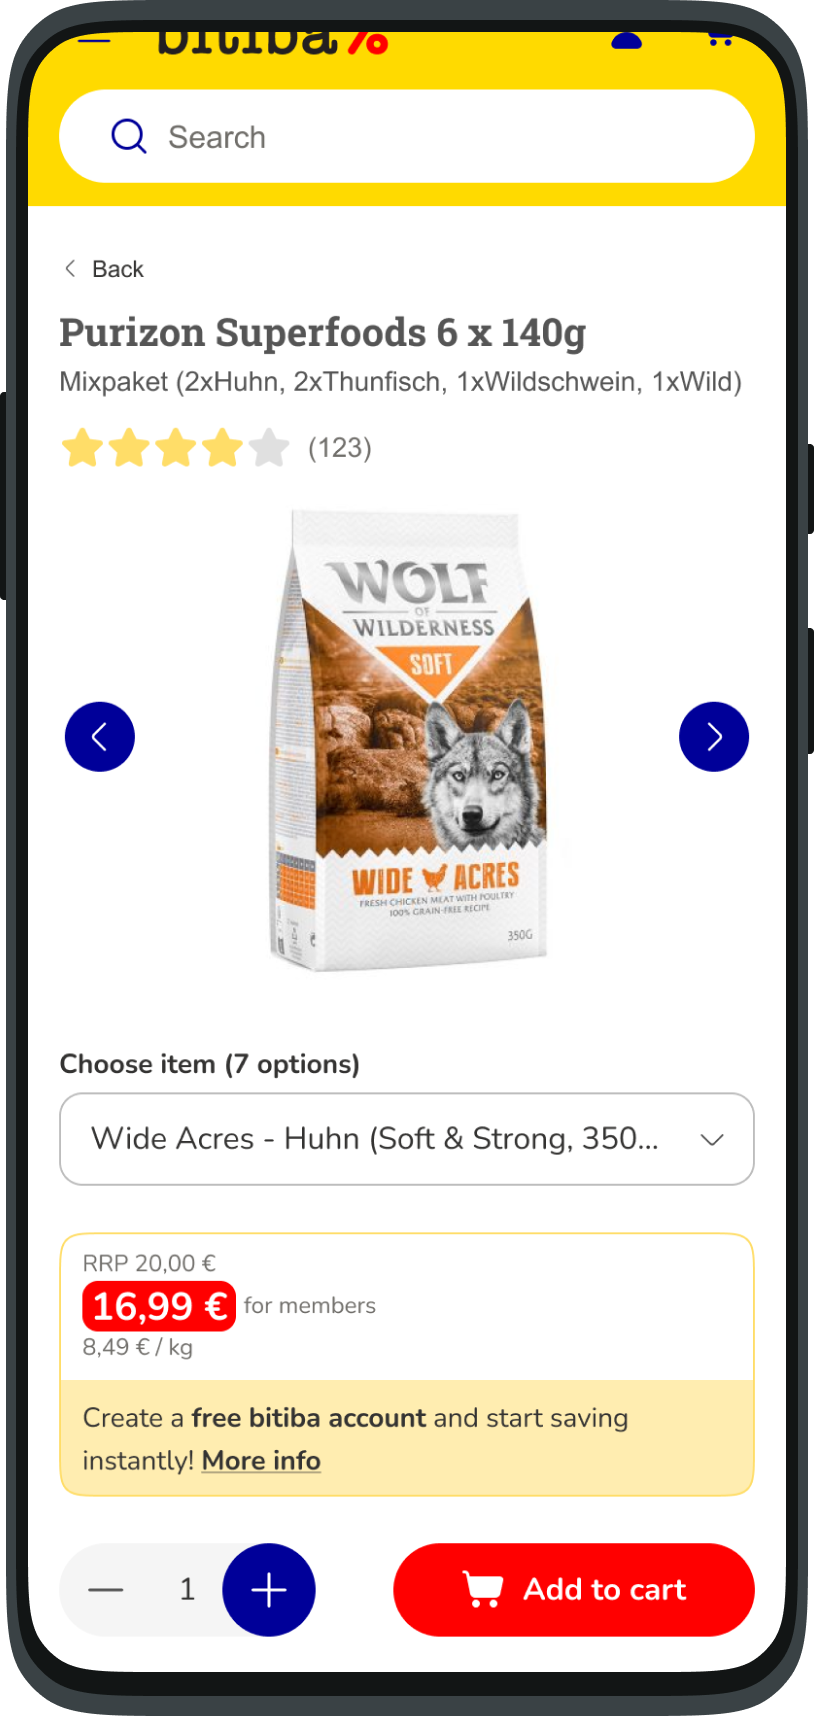 bitiba%
Search
Back
Purizon Superfoods 6 x 140g
Mixpaket (2xHuhn, 2xThunfisch, 1xWildschwein, 1xWild)
(123)
WOLF
OF
WILDERNESS
SOFT
WIDE ACRES
FRESH CHICKEN MEAT WITH POULTRY
100% GRAIN-FREE RECIPE
350G
Choose item (7 options)
Wide Acres - Huhn (Soft & Strong, 350...
RRP 20,00 €
16,99 € for members
8,49 € / kg
Create a free bitiba account and start saving
instantly! More info
1
Add to cart